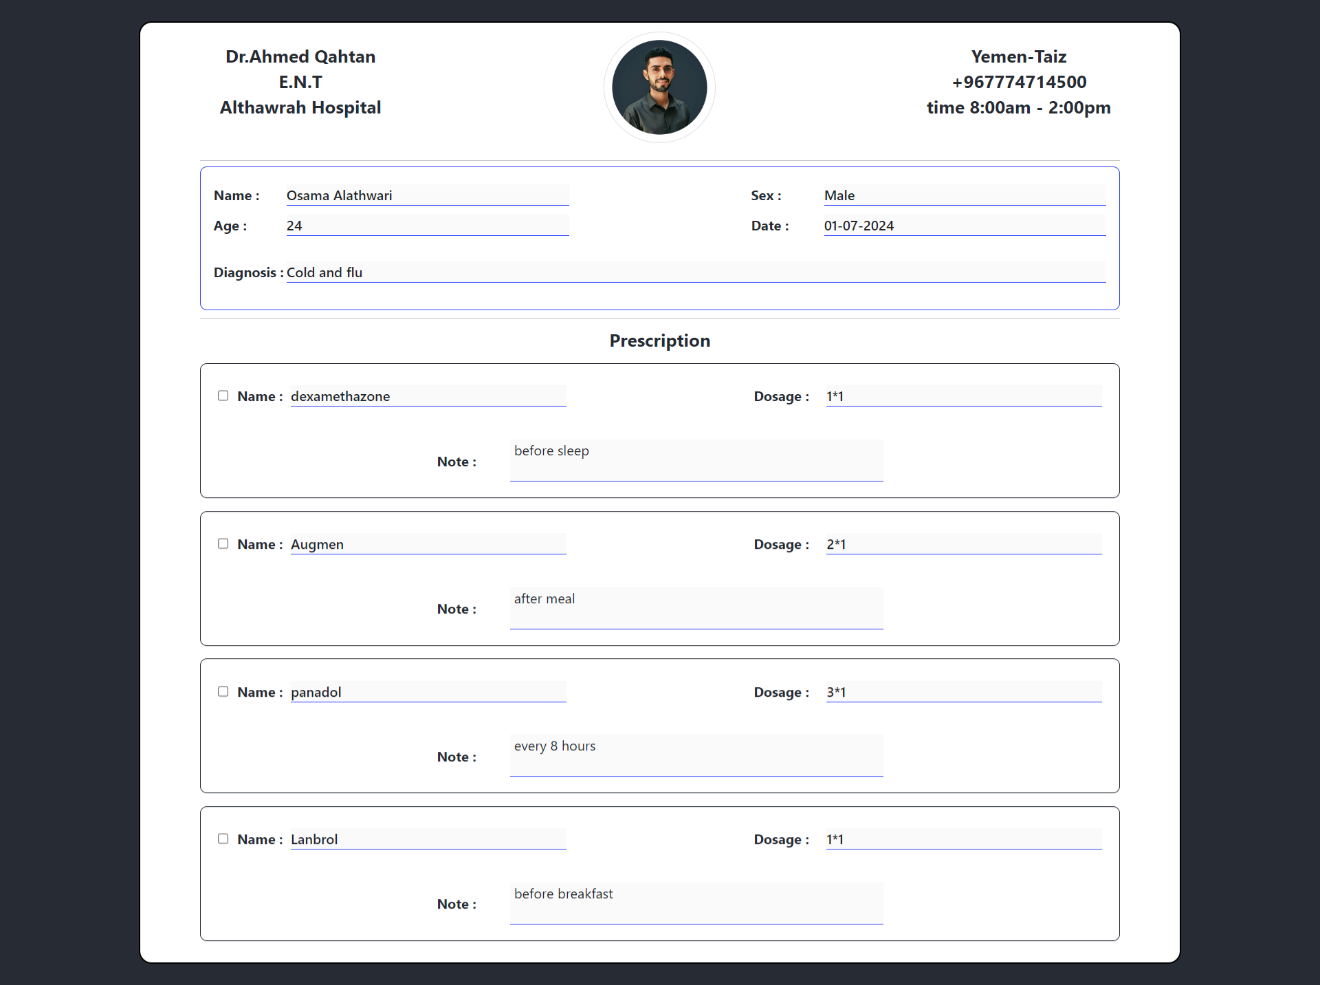 Dr.Ahmed Qahtan
E.N.T
Althawrah Hospital
Yemen-Taiz
+967774714500
time 8:00am - 2:00pm
Name : Osama Alathwari
Sex : Male
Age : 24
Date : 01-07-2024
Diagnosis : Cold and flu
Prescription
Name : dexamethazone
Dosage : 1*1
Note : before sleep
Name : Augmen
Dosage : 2*1
Note : after meal
Name : panadol
Dosage : 3*1
Note : every 8 hours
Name : Lanbrol
Dosage : 1*1
Note : before breakfast